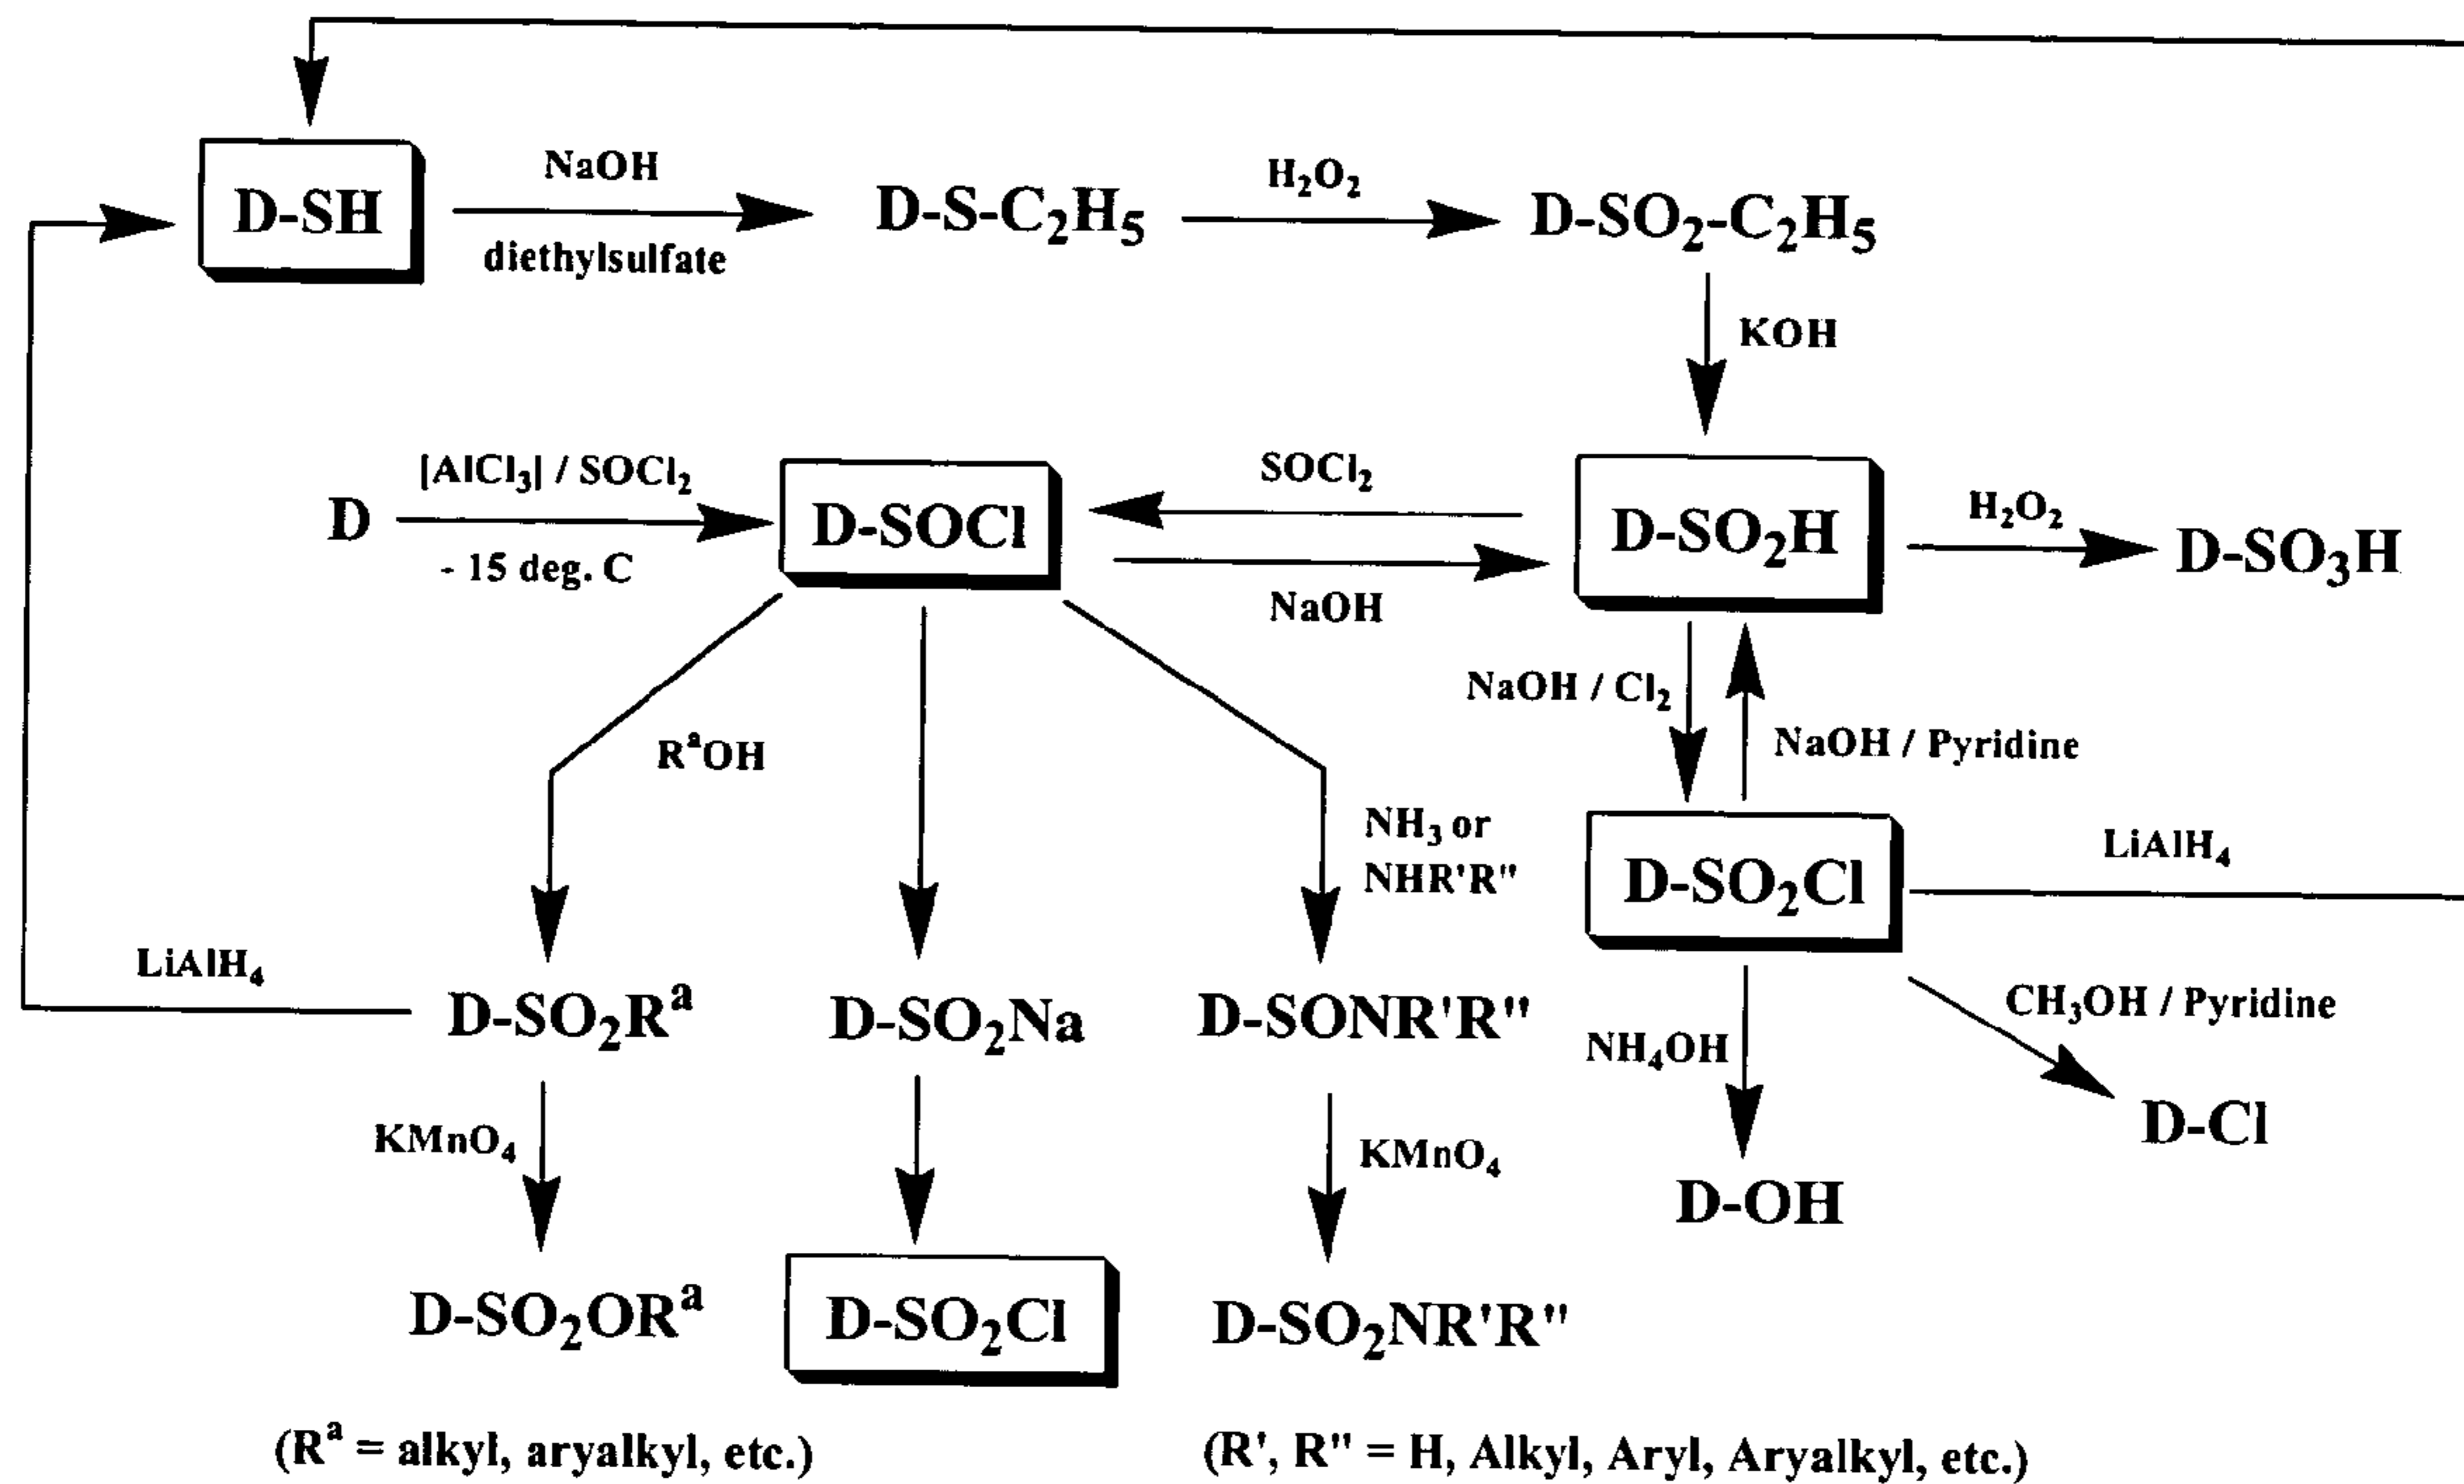 NaOH
H₂O₂
D-SH
D-S-C₂H₅
D-SO₂-C₂H₅
diethylsulfate
KOH
[AlCl₃] / SOCl₂
SOCl₂
H₂O₂
D
D-SOCl
D-SO₂H
D-SO₃H
- 15 deg. C
NaOH
NaOH / Cl₂
RᵃOH
NaOH / Pyridine
NH₃ or
NHR'R"
LiAlH₄
D-SO₂Cl
LiAlH₄
CH₃OH / Pyridine
D-SO₂Rᵃ
D-SO₂Na
D-SONR'R"
NH₄OH
D-Cl
KMnO₄
KMnO₄
D-OH
D-SO₂ORᵃ
D-SO₂Cl
D-SO₂NR'R"
(Rᵃ = alkyl, aryalkyl, etc.)
(R', R" = H, Alkyl, Aryl, Aryalkyl, etc.)